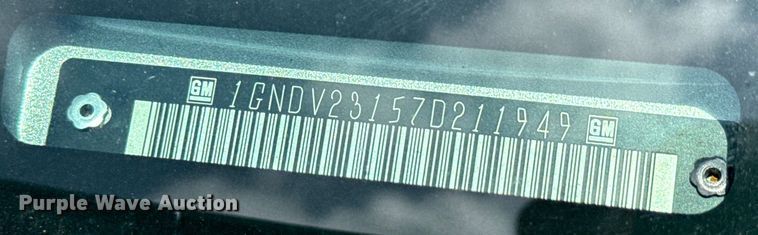 GM 1GNDV23157D211949 GM
Purple Wave Auction